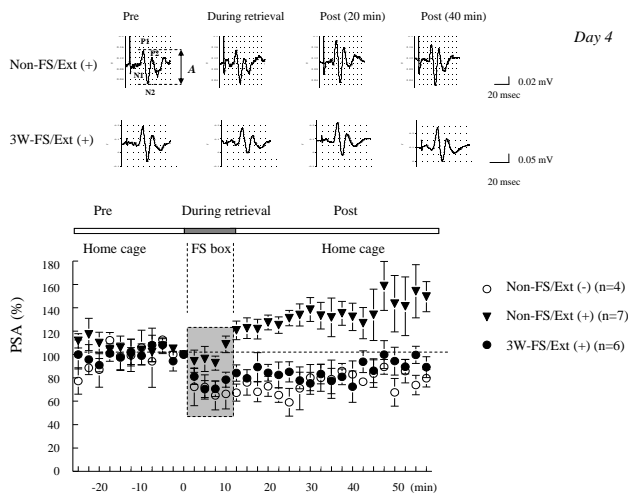 Pre During retrieval Post (20 min) Post (40 min)
Day 4
Non-FS/Ext (+)
P1
P2
N1
N2
A
0.02 mV
20 msec
3W-FS/Ext (+)
0.05 mV
20 msec
Pre During retrieval Post
Home cage FS box Home cage
PSA (%)
180
160
140
120
100
80
60
40
20
0
-20 -10 0 10 20 30 40 50 (min)
Non-FS/Ext (-) (n=4)
Non-FS/Ext (+) (n=7)
3W-FS/Ext (+) (n=6)